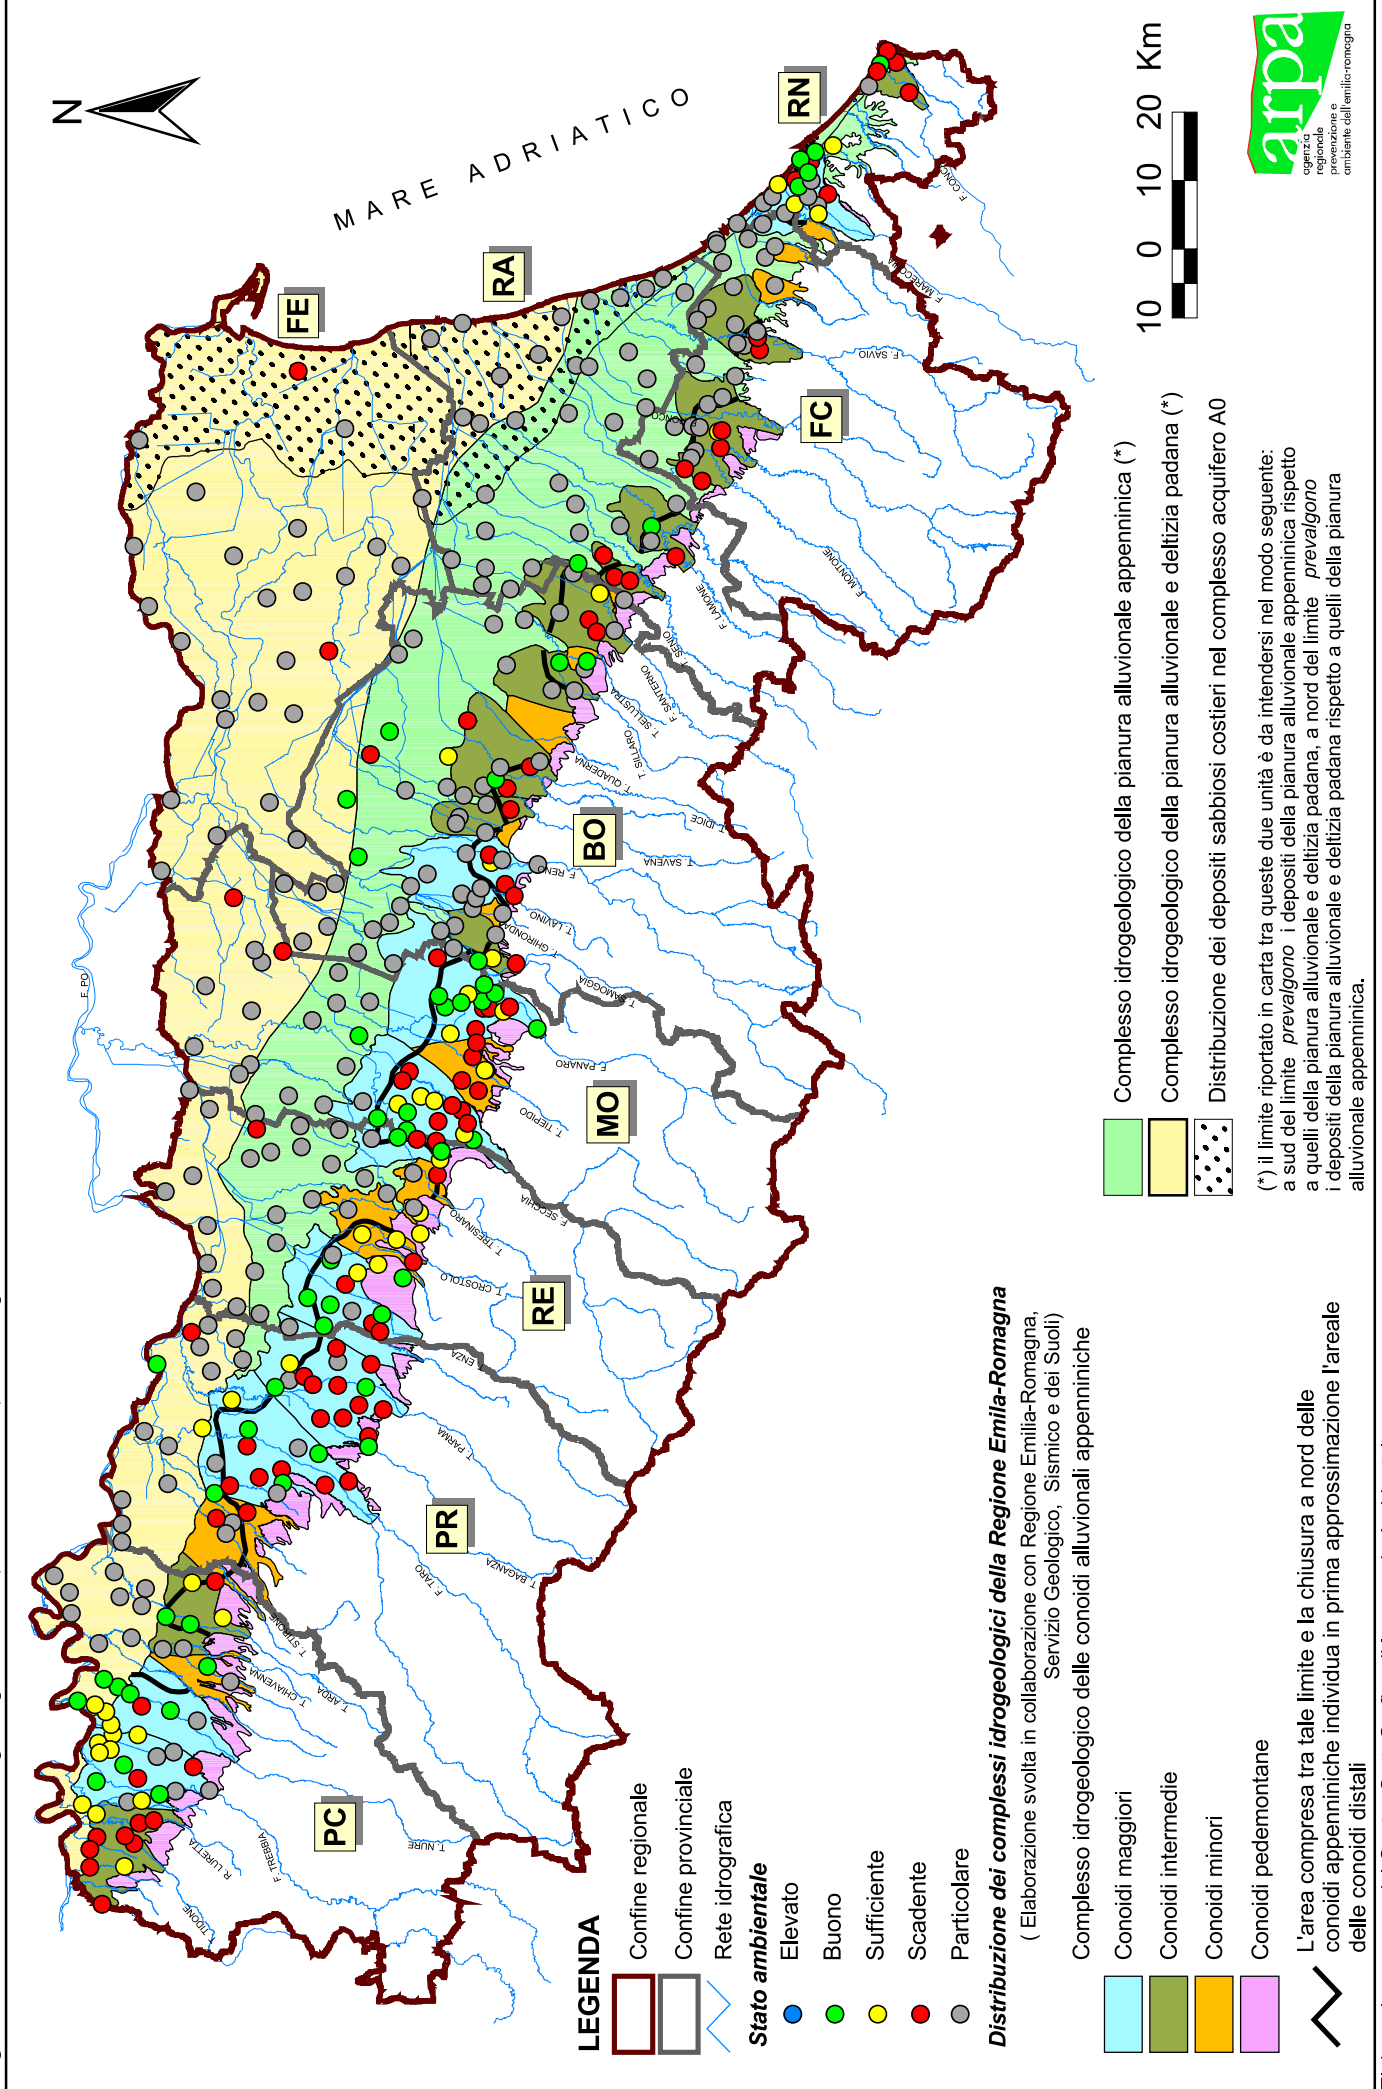 N
MARE ADRIATICO
FE
RA
RN
FC
BO
MO
RE
PR
PC
F. PO
F. CONCA
F. MARECCHIA
F. SAVIO
F. RONCO
F. MONTONE
F. LAMONE
T. SENIO
F. SANTERNO
T. SELLUSTRA
T. SILLARO
T. QUADERNA
T. IDICE
T. SAVENA
F. RENO
T. LAVINO
T. GHIRONDA
T. SAMOGGIA
F. PANARO
T. TIEPIDO
F. SECCHIA
T. TRESINARO
T. CROSTOLO
T. ENZA
T. PARMA
T. BAGANZA
F. TARO
T. STIRONE
T. ARDA
T. CHIAVENNA
T. NURE
F. TREBBIA
R. LURETTA
T. TIDONE
LEGENDA
Confine regionale
Confine provinciale
Rete idrografica
Stato ambientale
Elevato
Buono
Sufficiente
Scadente
Particolare
Distribuzione dei complessi idrogeologici della Regione Emila-Romagna
( Elaborazione svolta in collaborazione con Regione Emilia-Romagna,
Servizio Geologico, Sismico e dei Suoli)
Complesso idrogeologico delle conoidi alluvionali appenniniche
Conoidi maggiori
Conoidi intermedie
Conoidi minori
Conoidi pedemontane
L'area compresa tra tale limite e la chiusura a nord delle
conoidi appenniniche individua in prima approssimazione l'areale
delle conoidi distali
Complesso idrogeologico della pianura alluvionale appenninica (*)
Complesso idrogeologico della pianura alluvionale e deltizia padana (*)
Distribuzione dei depositi sabbiosi costieri nel complesso acquifero A0
(*) il limite riportato in carta tra queste due unità è da intendersi nel modo seguente:
a sud del limite prevalgono i depositi della pianura alluvionale appenninica rispetto
a quelli della pianura alluvionale e deltizia padana, a nord del limite prevalgono
i depositi della pianura alluvionale e deltizia padana rispetto a quelli della pianura
alluvionale appenninica.
10 0 10 20 Km
arpa
agenzia
regionale
prevenzione e
ambiente dell'emilia-romagna